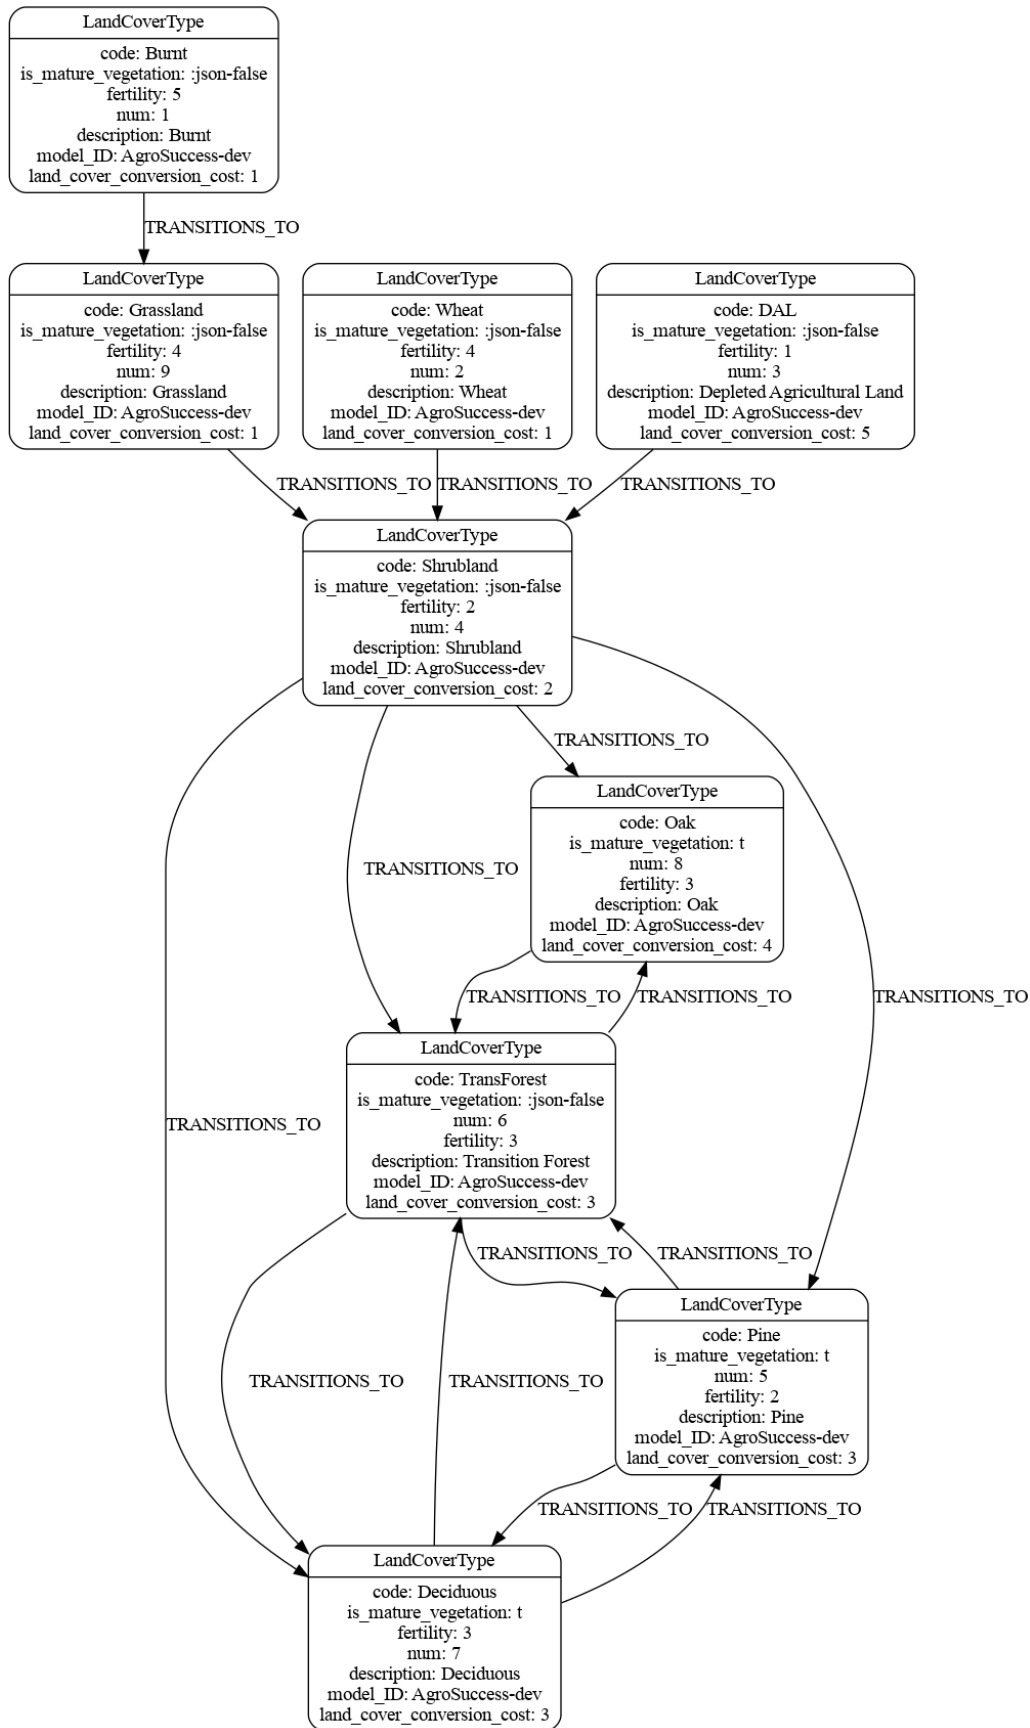 LandCoverType
code: Burnt
is_mature_vegetation: :json-false
fertility: 5
num: 1
description: Burnt
model_ID: AgroSuccess-dev
land_cover_conversion_cost: 1
TRANSITIONS_TO
LandCoverType
code: Grassland
is_mature_vegetation: :json-false
fertility: 4
num: 9
description: Grassland
model_ID: AgroSuccess-dev
land_cover_conversion_cost: 1
LandCoverType
code: Wheat
is_mature_vegetation: :json-false
fertility: 4
num: 2
description: Wheat
model_ID: AgroSuccess-dev
land_cover_conversion_cost: 1
LandCoverType
code: DAL
is_mature_vegetation: :json-false
fertility: 1
num: 3
description: Depleted Agricultural Land
model_ID: AgroSuccess-dev
land_cover_conversion_cost: 5
TRANSITIONS_TO
TRANSITIONS_TO
TRANSITIONS_TO
LandCoverType
code: Shrubland
is_mature_vegetation: :json-false
fertility: 2
num: 4
description: Shrubland
model_ID: AgroSuccess-dev
land_cover_conversion_cost: 2
TRANSITIONS_TO
LandCoverType
code: Oak
is_mature_vegetation: t
num: 8
fertility: 3
description: Oak
model_ID: AgroSuccess-dev
land_cover_conversion_cost: 4
TRANSITIONS_TO
TRANSITIONS_TO
TRANSITIONS_TO
TRANSITIONS_TO
LandCoverType
code: TransForest
is_mature_vegetation: :json-false
num: 6
fertility: 3
description: Transition Forest
model_ID: AgroSuccess-dev
land_cover_conversion_cost: 3
TRANSITIONS_TO
TRANSITIONS_TO
TRANSITIONS_TO
LandCoverType
code: Pine
is_mature_vegetation: t
num: 5
fertility: 2
description: Pine
model_ID: AgroSuccess-dev
land_cover_conversion_cost: 3
TRANSITIONS_TO
TRANSITIONS_TO
TRANSITIONS_TO
TRANSITIONS_TO
LandCoverType
code: Deciduous
is_mature_vegetation: t
fertility: 3
num: 7
description: Deciduous
model_ID: AgroSuccess-dev
land_cover_conversion_cost: 3